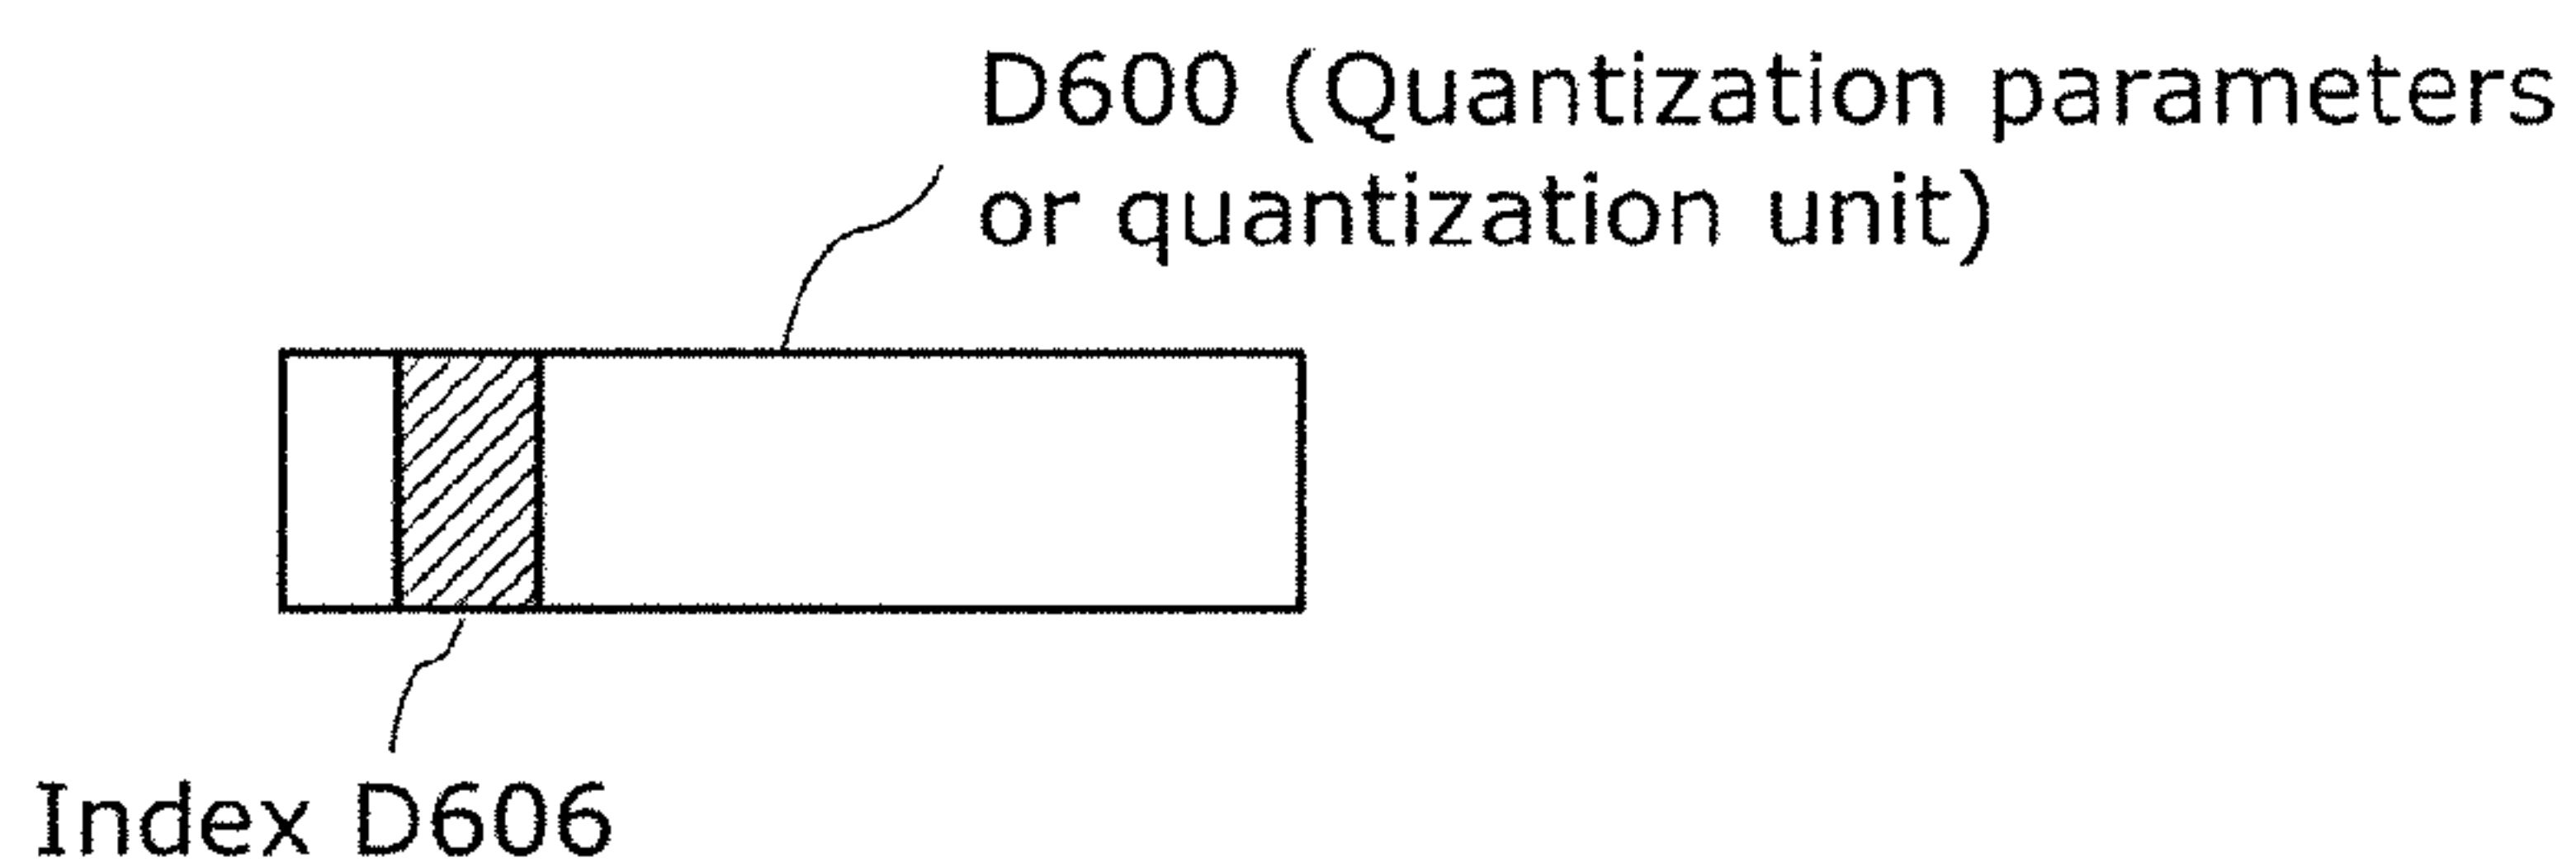 D600 (Quantization parameters
or quantization unit)
Index D606